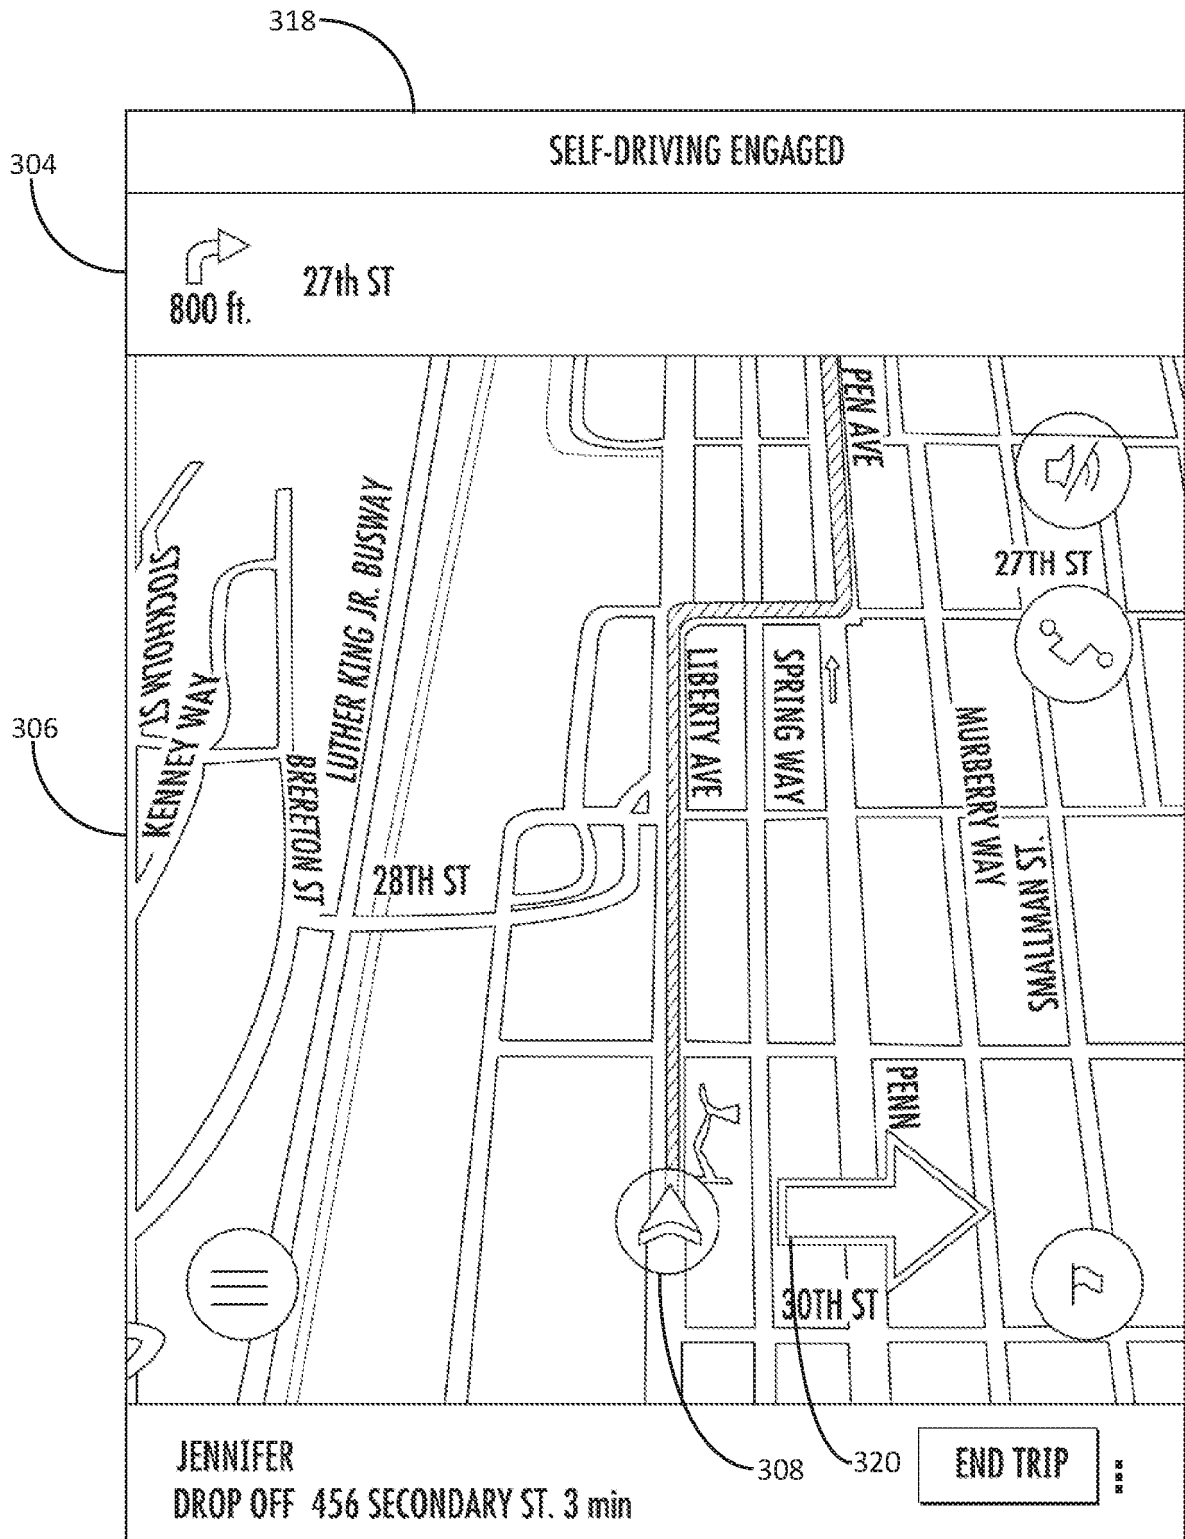 318
SELF-DRIVING ENGAGED
304
27th ST
800 ft.
PEN AVE
27TH ST
STOCKHOLM ST
LUTHER KING JR. BUSWAY
KENNEY WAY
306
BRERETON ST
LIBERTY AVE
SPRING WAY
MURBERRY WAY
28TH ST
SMALLMAN ST.
PENN
30TH ST
308
320
JENNIFER
END TRIP
DROP OFF 456 SECONDARY ST. 3 min